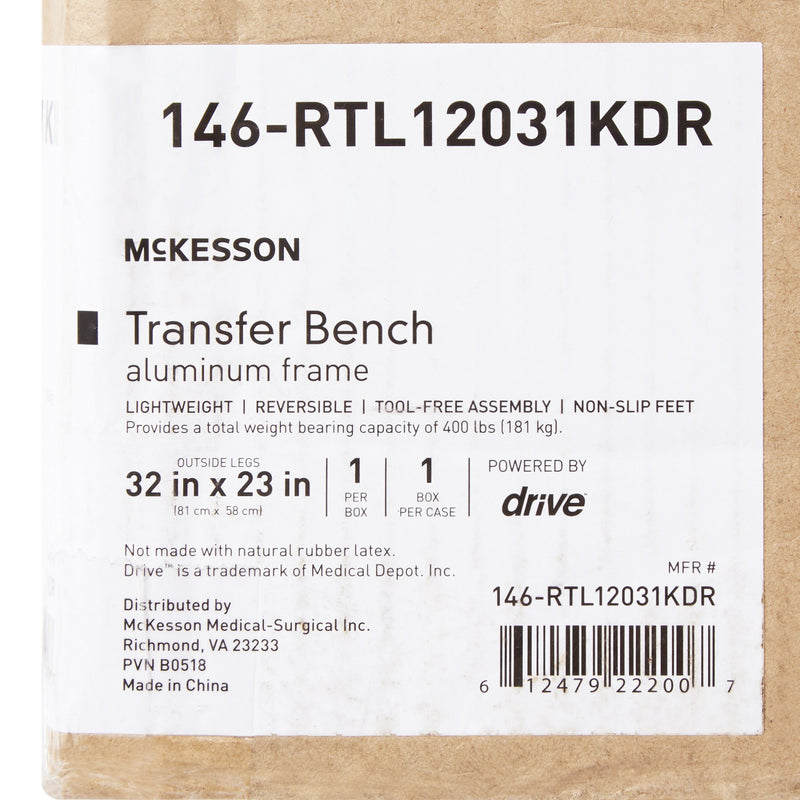 146-RTL12031KDR
McKESSON
Transfer Bench
aluminum frame
LIGHTWEIGHT | REVERSIBLE | TOOL-FREE ASSEMBLY | NON-SLIP FEET
Provides a total weight bearing capacity of 400 lbs (181 kg).
OUTSIDE LEGS
32 in x 23 in
(81 cm x 58 cm)
1
PER
BOX
1
BOX
PER CASE
POWERED BY
drive™
Not made with natural rubber latex.
Drive™ is a trademark of Medical Depot. Inc.
Distributed by
McKesson Medical-Surgical Inc.
Richmond, VA 23233
PVN B0518
Made in China
MFR #
146-RTL12031KDR
6 12479 22200 7